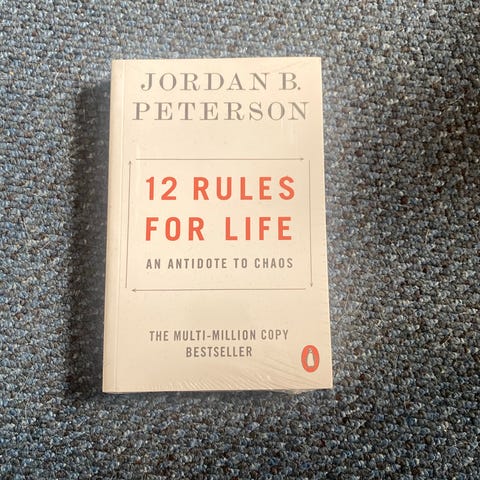 JORDAN B.
PETERSON
12 RULES
FOR LIFE
AN ANTIDOTE TO CHAOS
THE MULTI-MILLION COPY
BESTSELLER